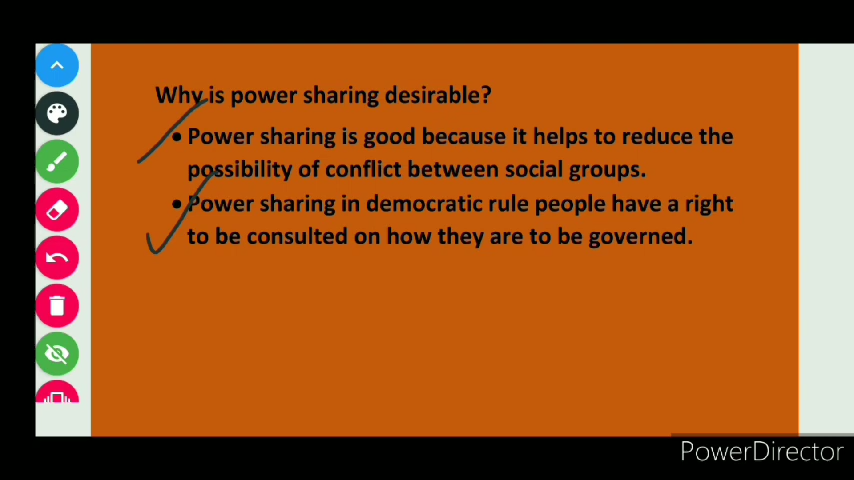 Why is power sharing desirable?
• Power sharing is good because it helps to reduce the
possibility of conflict between social groups.
• Power sharing in democratic rule people have a right
to be consulted on how they are to be governed.
PowerDirector